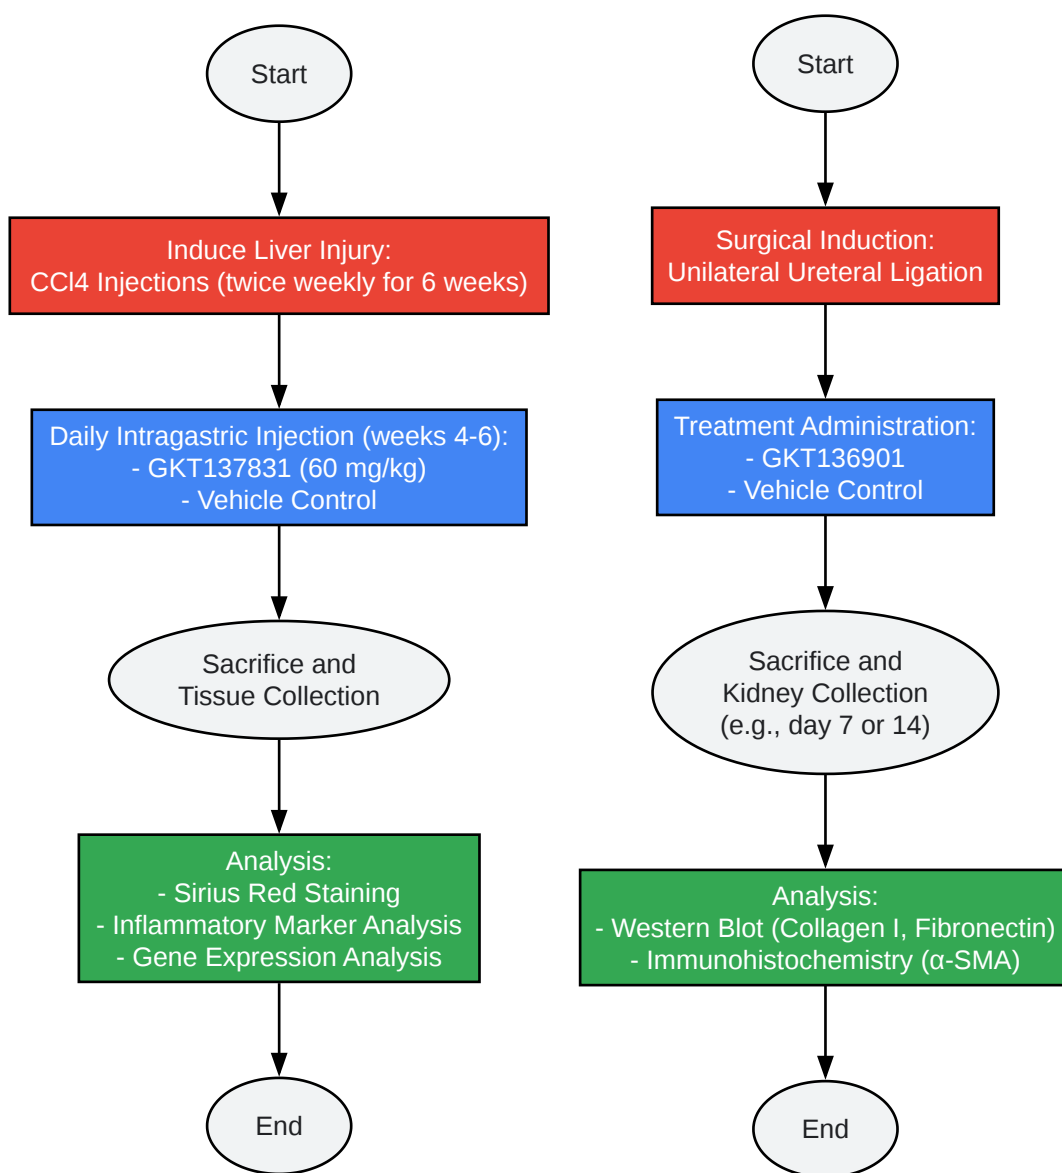 Start
Induce Liver Injury:
CCl4 Injections (twice weekly for 6 weeks)
Daily Intragastric Injection (weeks 4-6):
- GKT137831 (60 mg/kg)
- Vehicle Control
Sacrifice and
Tissue Collection
Analysis:
- Sirius Red Staining
- Inflammatory Marker Analysis
- Gene Expression Analysis
End
Start
Surgical Induction:
Unilateral Ureteral Ligation
Treatment Administration:
- GKT136901
- Vehicle Control
Sacrifice and
Kidney Collection
(e.g., day 7 or 14)
Analysis:
- Western Blot (Collagen I, Fibronectin)
- Immunohistochemistry (α-SMA)
End